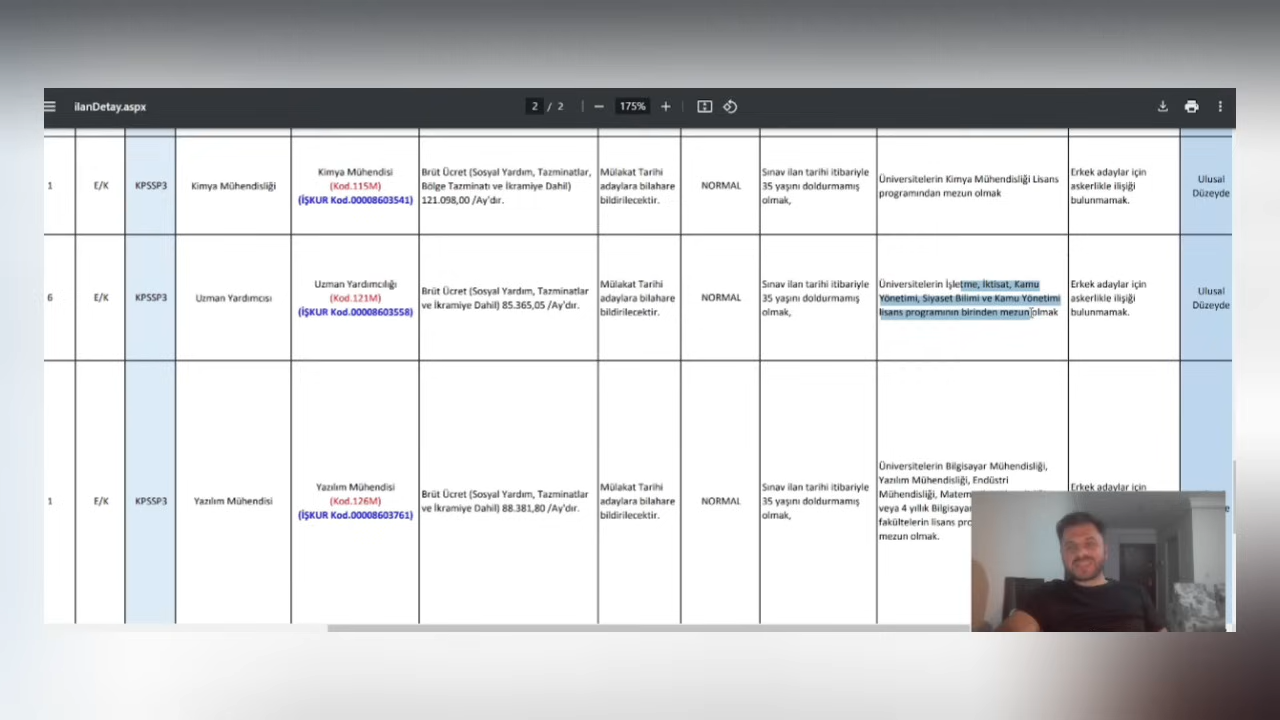 ilanDetay.aspx
2 / 2
175%
1
E/K
KPSSP3
Kimya Mühendisliği
Kimya Mühendisi
(Kod.115M)
(İŞKUR Kod.00008603541)
Brüt Ücret (Sosyal Yardım, Tazminatlar,
Bölge Tazminatı ve İkramiye Dahil)
121.098,00 /Ay'dır.
Mülakat Tarihi
adaylara bilahare
bildirilecektir.
NORMAL
Sınav ilan tarihi itibariyle
35 yaşını doldurmamış
olmak,
Üniversitelerin Kimya Mühendisliği Lisans
programından mezun olmak
Erkek adaylar için
askerlikle ilişiği
bulunmamak.
Ulusal
Düzeyde
6
E/K
KPSSP3
Uzman Yardımcısı
Uzman Yardımcılığı
(Kod.121M)
(İŞKUR Kod.00008603558)
Brüt Ücret (Sosyal Yardım, Tazminatlar
ve İkramiye Dahil) 85.365,05 /Ay'dır.
Mülakat Tarihi
adaylara bilahare
bildirilecektir.
NORMAL
Sınav ilan tarihi itibariyle
35 yaşını doldurmamış
olmak,
Üniversitelerin İşletme, İktisat, Kamu
Yönetimi, Siyaset Bilimi ve Kamu Yönetimi
lisans programının birinden mezun olmak
Erkek adaylar için
askerlikle ilişiği
bulunmamak.
Ulusal
Düzeyde
1
E/K
KPSSP3
Yazılım Mühendisi
Yazılım Mühendisi
(Kod.126M)
(İŞKUR Kod.00008603761)
Brüt Ücret (Sosyal Yardım, Tazminatlar
ve İkramiye Dahil) 88.381,80 /Ay'dır.
Mülakat Tarihi
adaylara bilahare
bildirilecektir.
NORMAL
Sınav ilan tarihi itibariyle
35 yaşını doldurmamış
olmak,
Üniversitelerin Bilgisayar Mühendisliği,
Yazılım Mühendisliği, Endüstri
Mühendisliği, Matem
veya 4 yıllık Bilgisaya
fakültelerin lisans pro
mezun olmak.
Erkek adaylar için